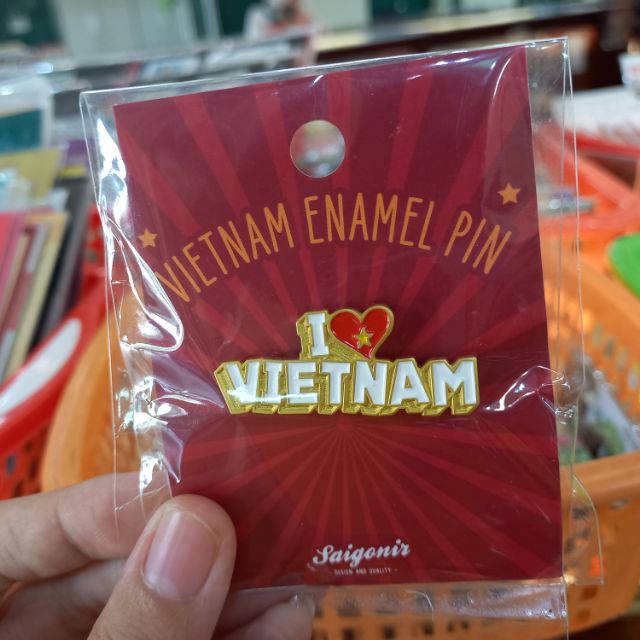 VIETNAM ENAMEL PIN
I
VIETNAM
Saigonir
- DESIGN AND QUALITY -